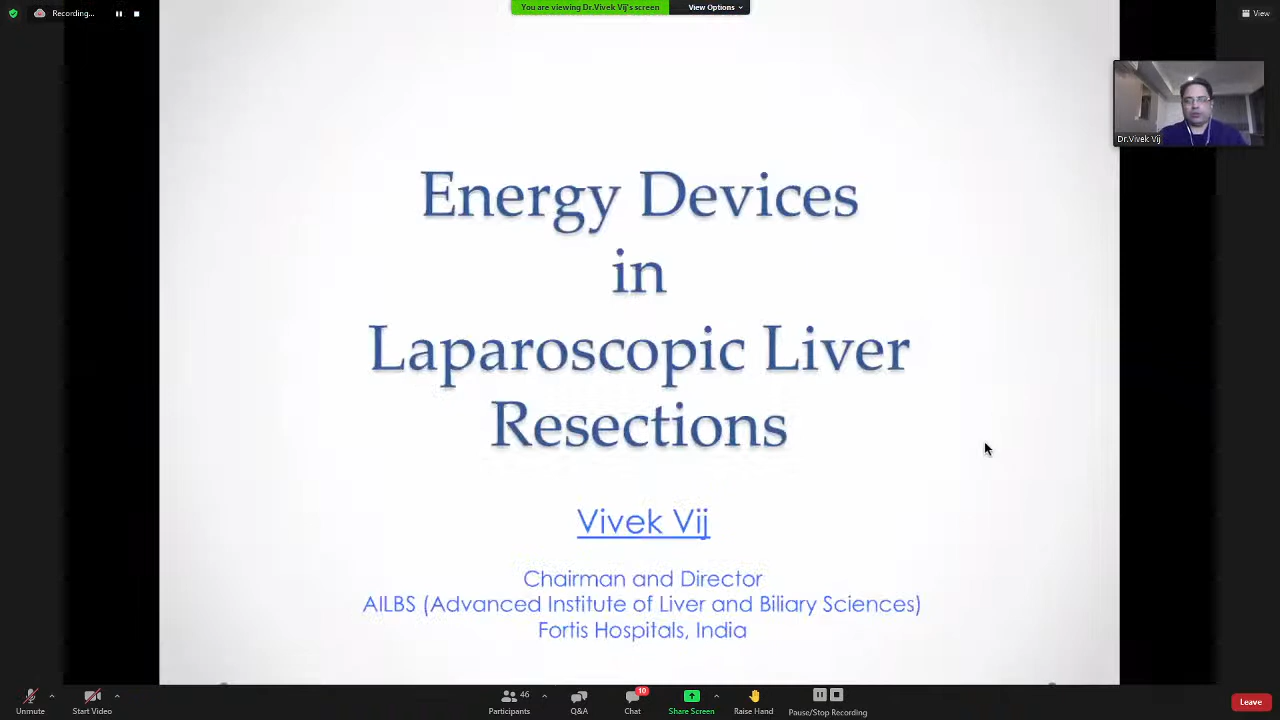 Recording...
You are viewing Dr.Vivek Vij's screen
View Options
View
Dr.Vivek Vij
Energy Devices
in
Laparoscopic Liver
Resections
Vivek Vij
Chairman and Director
AILBS (Advanced Institute of Liver and Biliary Sciences)
Fortis Hospitals, India
Unmute
Start Video
46
Participants
Q&A
10
Chat
Share Screen
Raise Hand
Pause/Stop Recording
Leave